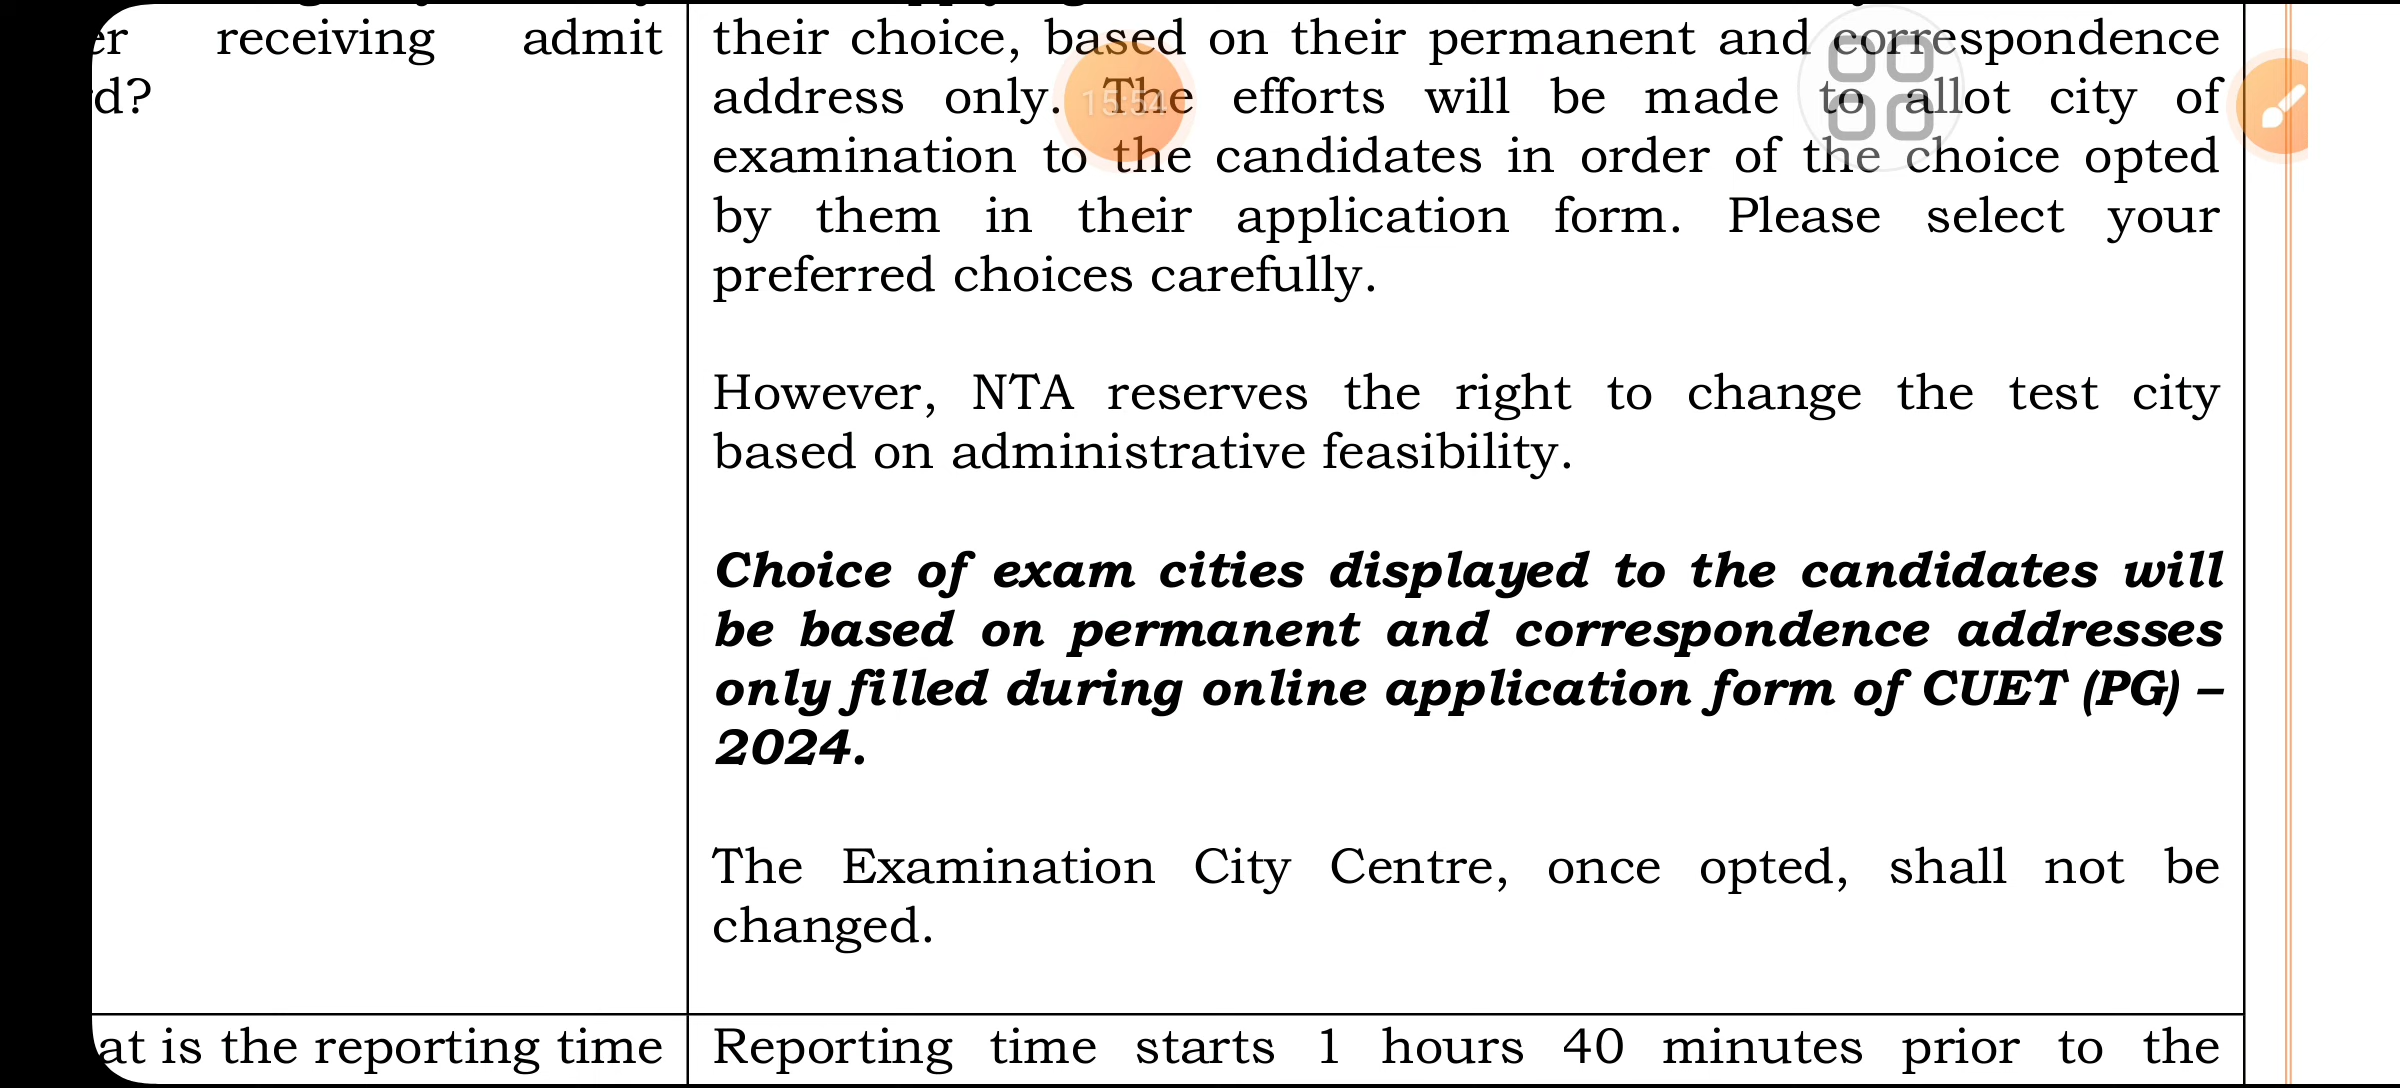 er receiving admit
d?
their choice, based on their permanent and correspondence
address only. The efforts will be made to allot city of
examination to the candidates in order of the choice opted
by them in their application form. Please select your
preferred choices carefully.
However, NTA reserves the right to change the test city
based on administrative feasibility.
Choice of exam cities displayed to the candidates will
be based on permanent and correspondence addresses
only filled during online application form of CUET (PG) –
2024.
The Examination City Centre, once opted, shall not be
changed.
at is the reporting time
Reporting time starts 1 hours 40 minutes prior to the
15:54